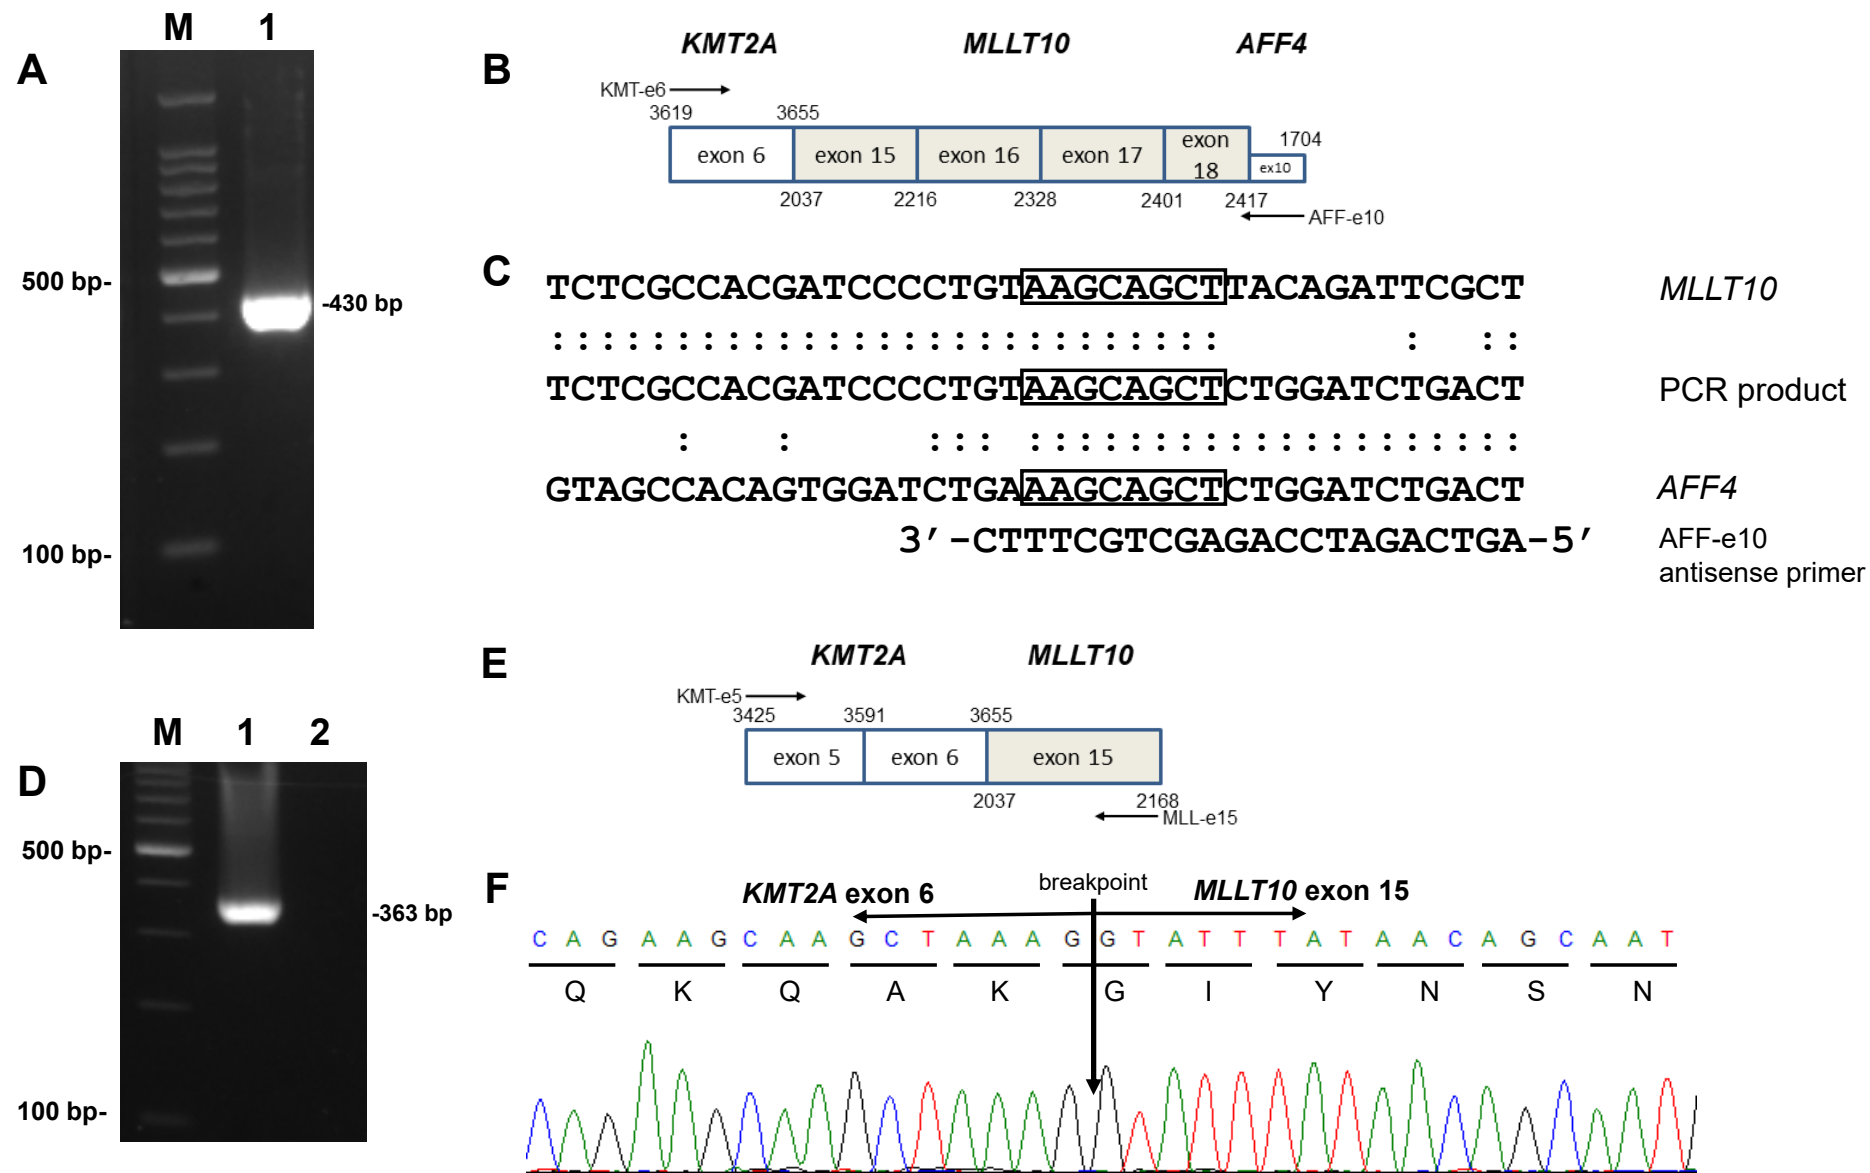 A
M 1
500 bp-
-430 bp
100 bp-
B
KMT2A MLLT10 AFF4
KMT-e6
3619 3655 1704
exon 6 exon 15 exon 16 exon 17 exon 18 ex10
2037 2216 2328 2401 2417
AFF-e10
C
TCTCGCCACGATCCCCTGTAAGCAGCTTACAGATTCGCT MLLT10
: : : : : : : : : : : : : : : : : : : : : : : : : : : : : :
TCTCGCCACGATCCCCTGTAAGCAGCTCTGGATCTGACT PCR product
: : : : : : : : : : : : : : : : : : : : : : : : :
GTAGCCACAGTGGATCTGAAAGCAGCTCTGGATCTGACT AFF4
3’-CTTTCGTCGAGACCTAGACTGA-5’ AFF-e10
antisense primer
D
M 1 2
500 bp-
-363 bp
100 bp-
E
KMT2A MLLT10
KMT-e5
3425 3591 3655
exon 5 exon 6 exon 15
2037 2168
MLL-e15
F
KMT2A exon 6 breakpoint MLLT10 exon 15
C A G A A G C A A G C T A A A G G T A T T T A T A A C A G C A A T
Q K Q A K G I Y N S N